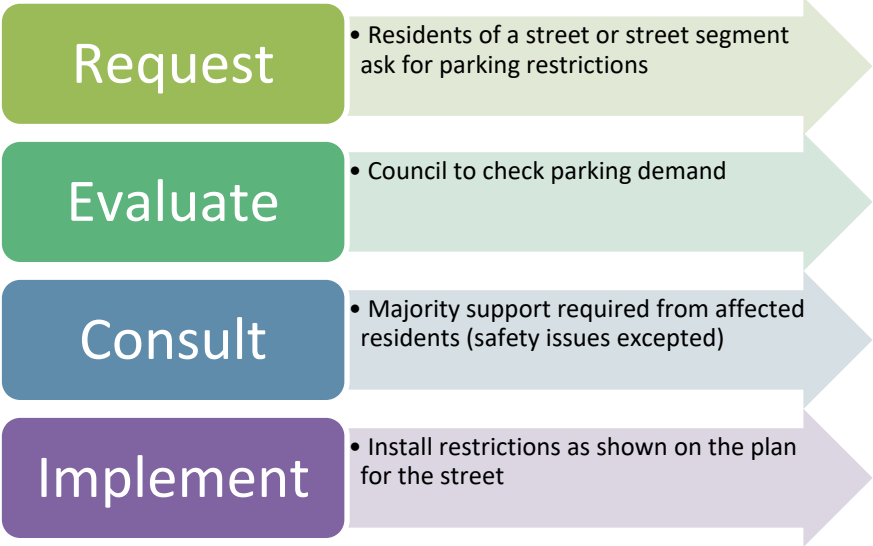 Request
• Residents of a street or street segment
ask for parking restrictions
Evaluate
• Council to check parking demand
Consult
• Majority support required from affected
residents (safety issues excepted)
Implement
• Install restrictions as shown on the plan
for the street